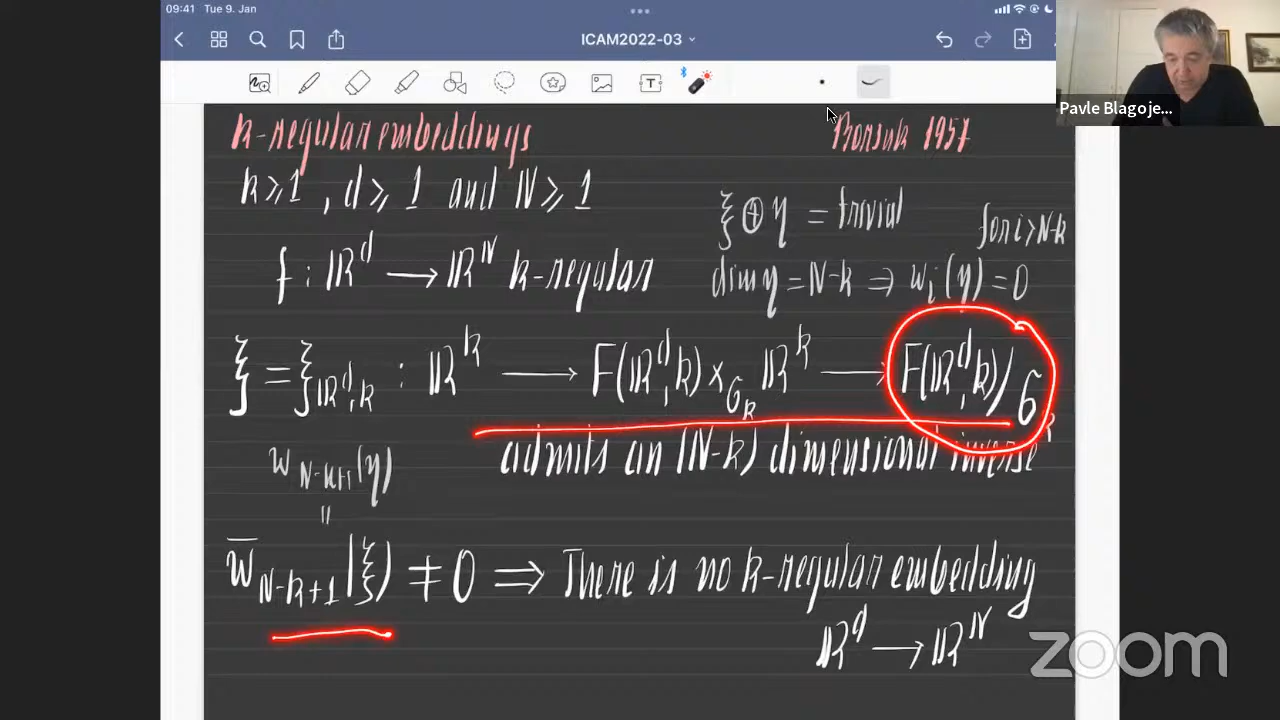 09:41 Tue 9. Jan
ICAM2022-03
Pavle Blagoje...
k-regular embeddings
Borsuk 1957
k ≥ 1, d ≥ 1 and N ≥ 1
ξ ⊕ η = trivial
for i > N-k
f : ℝ^d → ℝ^N k-regular
dim η = N-k ⇒ w_i(η) = 0
ξ = ξ_{ℝ^d,k} : ℝ^k → F(ℝ^d,k) ×_{𝔖_k} ℝ^k → F(ℝ^d,k)/𝔖_k
admits an (N-k) dimensional inverse
w_{N-k+1}(η)
=
w̄_{N-k+1}(ξ) ≠ 0 ⇒ There is no k-regular embedding
ℝ^d → ℝ^N
zoom